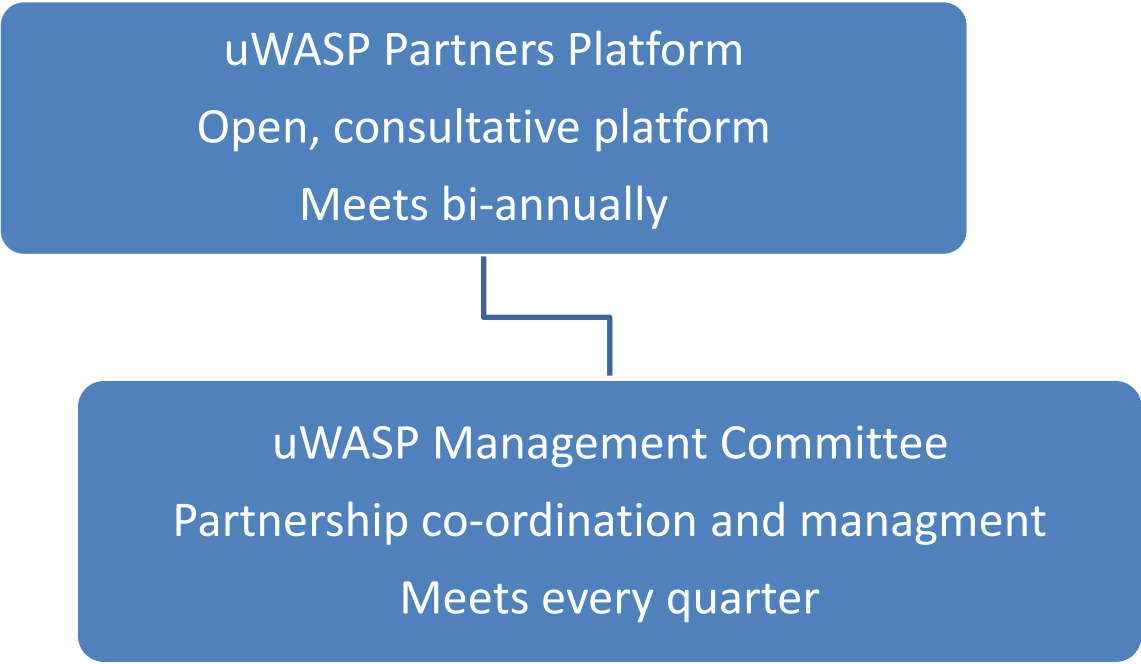 uWASP Partners Platform
Open, consultative platform
Meets bi-annually
uWASP Management Committee
Partnership co-ordination and managment
Meets every quarter